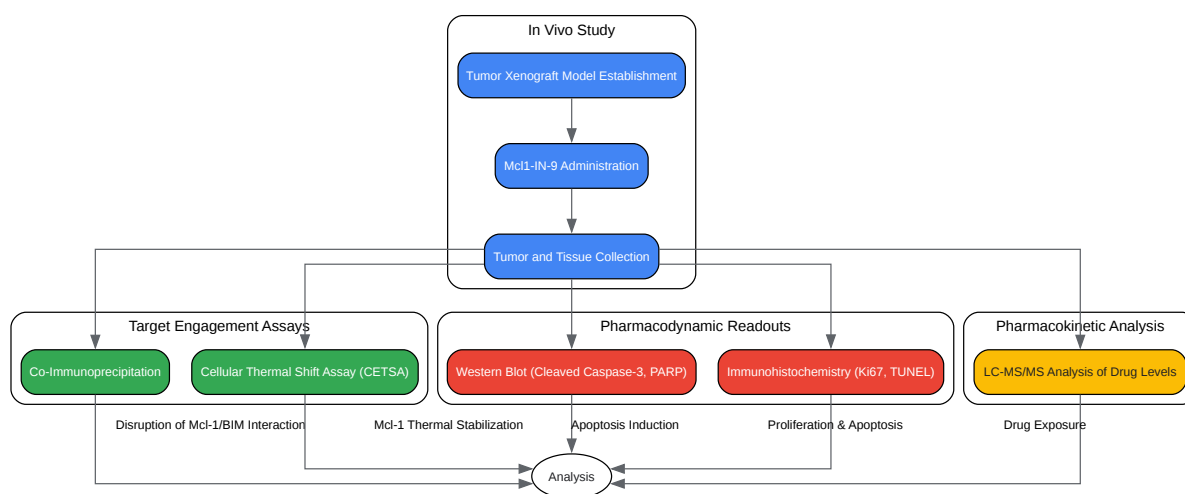 In Vivo Study
Tumor Xenograft Model Establishment
Mcl1-IN-9 Administration
Tumor and Tissue Collection
Target Engagement Assays
Pharmacodynamic Readouts
Pharmacokinetic Analysis
Co-Immunoprecipitation
Cellular Thermal Shift Assay (CETSA)
Western Blot (Cleaved Caspase-3, PARP)
Immunohistochemistry (Ki67, TUNEL)
LC-MS/MS Analysis of Drug Levels
Disruption of Mcl-1/BIM Interaction
Mcl-1 Thermal Stabilization
Apoptosis Induction
Proliferation & Apoptosis
Drug Exposure
Analysis